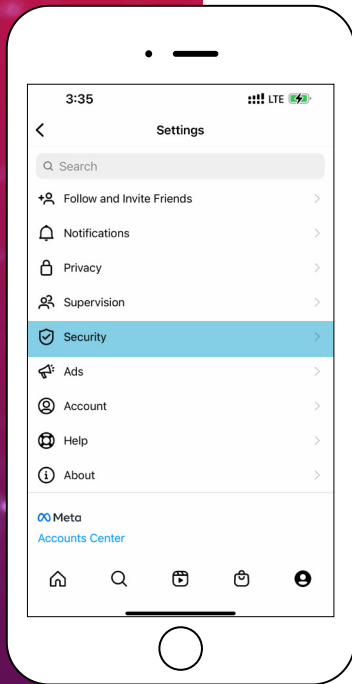 3:35 LTE
Settings
Search
Follow and Invite Friends
Notifications
Privacy
Supervision
Security
Ads
Account
Help
About
Meta
Accounts Center